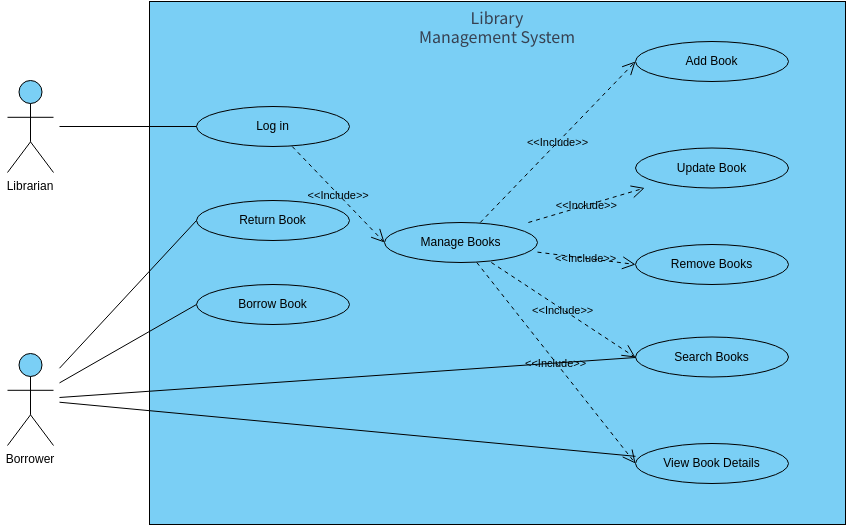 Library
Management System
Add Book
Log in
<<Include>>
Update Book
Librarian
<<Include>>
<<Include>>
Return Book
Manage Books
<<Include>>
Remove Books
Borrow Book
<<Include>>
Search Books
<<Include>>
Borrower
View Book Details